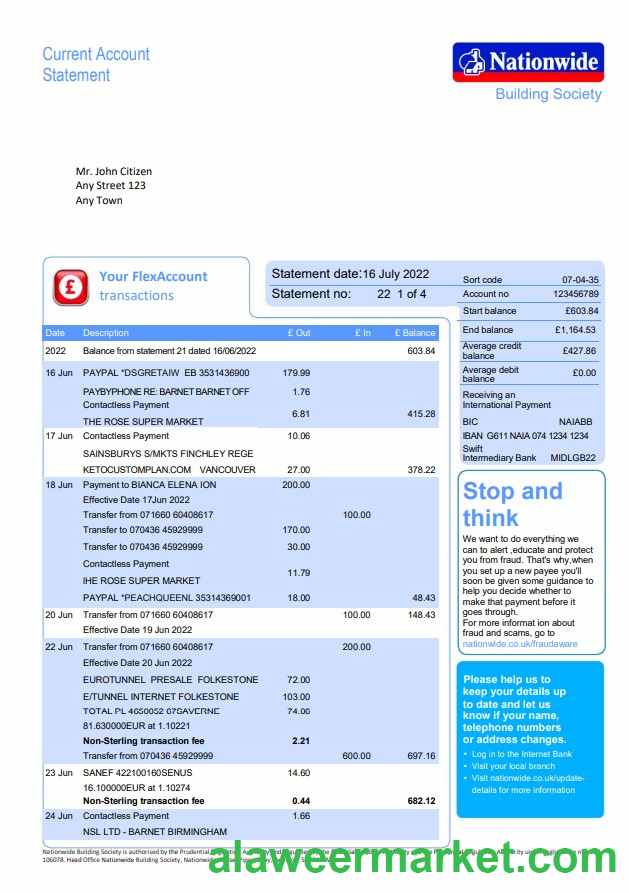 Current Account
Statement
Nationwide
Building Society
Mr. John Citizen
Any Street 123
Any Town
Your FlexAccount
transactions
Statement date:16 July 2022
Statement no: 22 1 of 4
Sort code 07-04-35
Account no 123456789
Start balance £603.84
End balance £1,164.53
Average credit
balance £427.86
Average debit
balance £0.00
Receiving an
International Payment
BIC NAIABB
IBAN G611 NAIA 074 1234 1234
Swift
Intermediary Bank MIDLGB22
Date Description £ Out £ In £ Balance
2022 Balance from statement 21 dated 16/06/2022 603.84
16 Jun PAYPAL *DSGRETAIW EB 3531436900 179.99
PAYBYPHONE RE: BARNET BARNET OFF 1.76
Contactless Payment
6.81 415.28
THE ROSE SUPER MARKET
17 Jun Contactless Payment 10.06
SAINSBURYS S/MKTS FINCHLEY REGE
KETOCUSTOMPLAN.COM VANCOUVER 27.00 378.22
18 Jun Payment to BIANCA ELENA ION 200.00
Effective Date 17Jun 2022
Transfer from 071660 60408617 100.00
Transfer to 070436 45929999 170.00
Transfer to 070436 45929999 30.00
Contactless Payment
11.79
IHE ROSE SUPER MARKET
PAYPAL *PEACHQUEENL 35314369001 18.00 48.43
20 Jun Transfer from 071660 60408617 100.00 148.43
Effective Date 19 Jun 2022
22 Jun Transfer from 071660 60408617 200.00
Effective Date 20 Jun 2022
EUROTUNNEL PRESALE FOLKESTONE 72.00
E/TUNNEL INTERNET FOLKESTONE 103.00
TOTAL PL 4650052 07SAVERNE 74.00
81.630000EUR at 1.10221
Non-Sterling transaction fee 2.21
Transfer from 070436 45929999 600.00 697.16
23 Jun SANEF 422100160SENUS 14.60
16.100000EUR at 1.10274
Non-Sterling transaction fee 0.44 682.12
24 Jun Contactless Payment 1.66
NSL LTD - BARNET BIRMINGHAM
Stop and
think
We want to do everything we
can to alert ,educate and protect
you from fraud. That's why,when
you set up a new payee you'll
soon be given some guidance to
help you decide whether to
make that payment before it
goes through.
For more informat ion about
fraud and scams, go to
nationwide.co.uk/fraudaware
Please help us to
keep your details up
to date and let us
know if your name,
telephone numbers
or address changes.
• Log in to the Internet Bank
• Visit your local branch
• Visit nationwide.co.uk/update-
details for more information
Nationwide Building Society is authorised by the Prudential
106078. Head Office Nationwide Building Society, Nationwide
alaweermarket.com